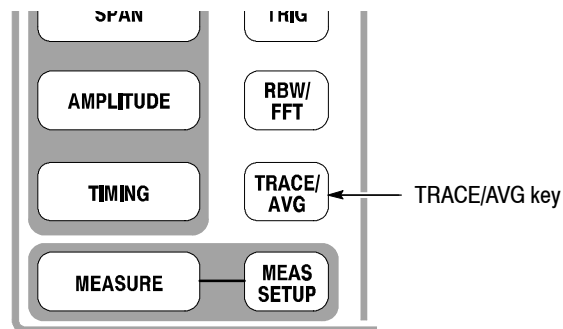 SPAN
TRIG
AMPLITUDE
RBW/
FFT
TIMING
TRACE/
AVG
TRACE/AVG key
MEASURE
MEAS
SETUP